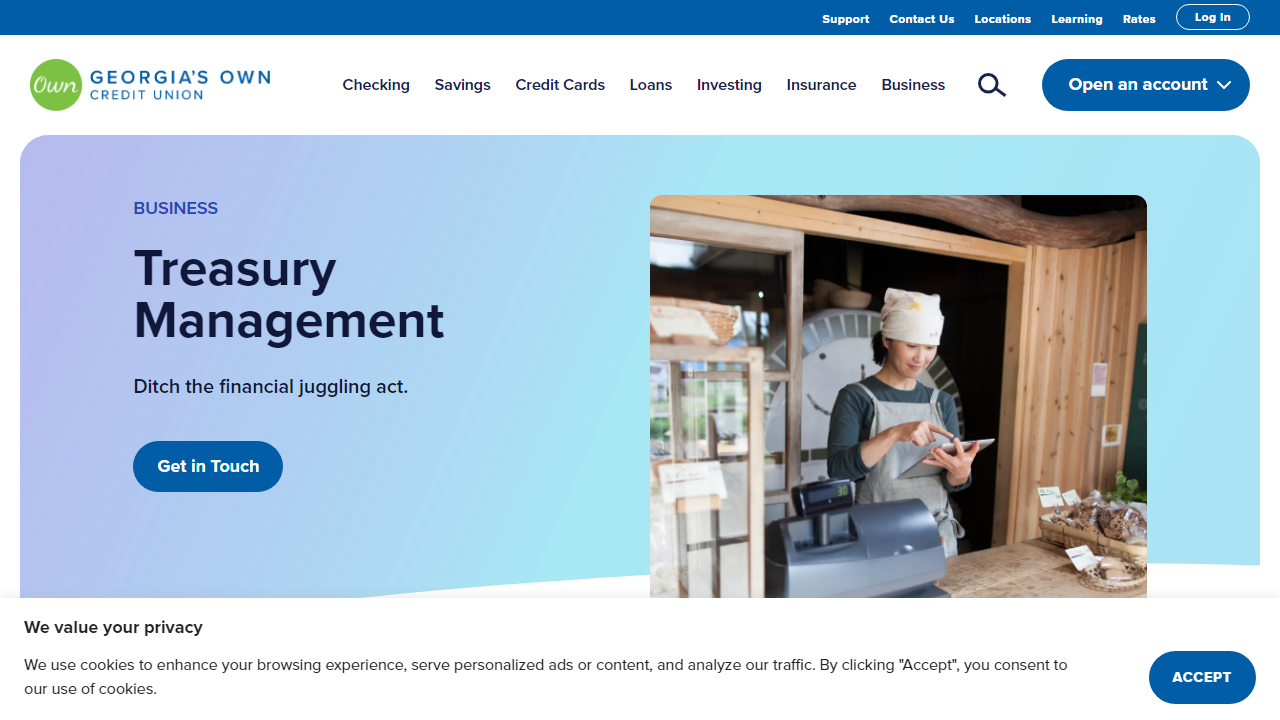 Support Contact Us Locations Learning Rates Log In
Own GEORGIA'S OWN
CREDIT UNION
Checking Savings Credit Cards Loans Investing Insurance Business Open an account
BUSINESS
Treasury
Management
Ditch the financial juggling act.
Get in Touch
We value your privacy
We use cookies to enhance your browsing experience, serve personalized ads or content, and analyze our traffic. By clicking "Accept", you consent to
our use of cookies.
ACCEPT